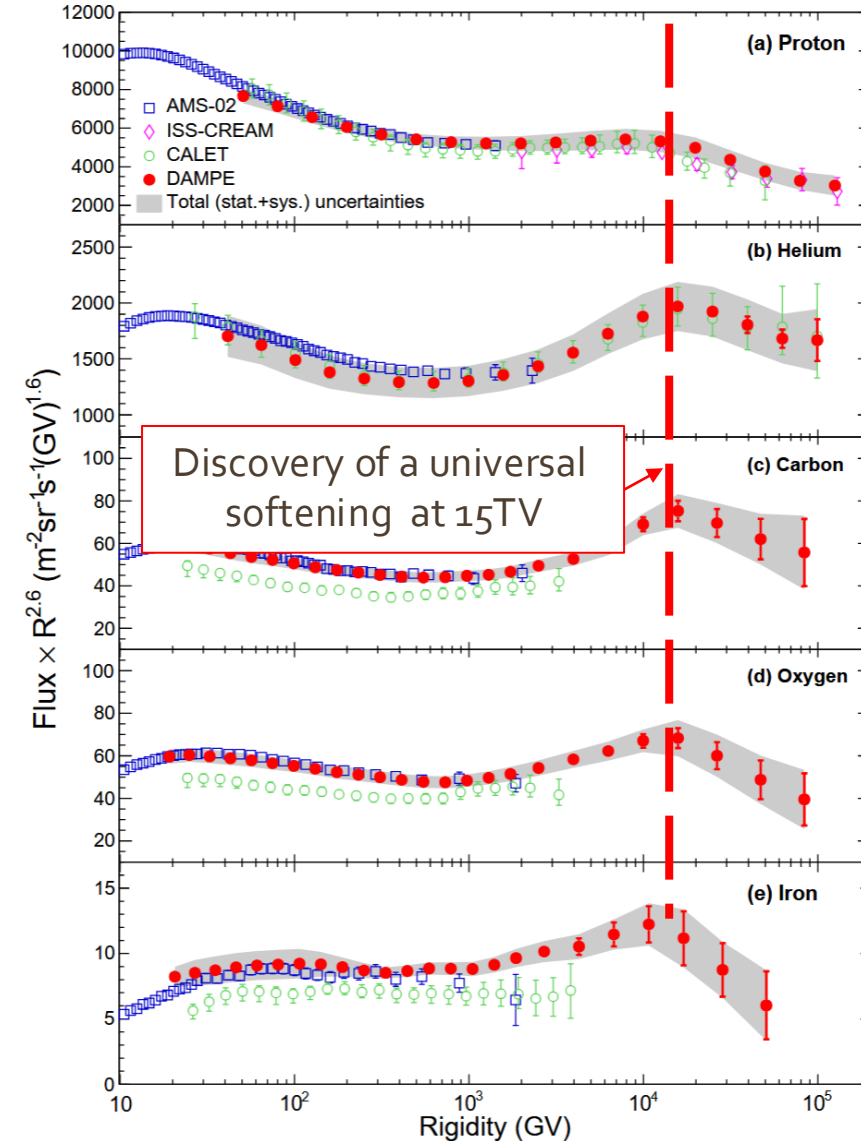 12000
10000
8000
6000
4000
2000
(a) Proton
AMS-02
ISS-CREAM
CALET
DAMPE
Total (stat.+sys.) uncertainties
2500
2000
1500
1000
(b) Helium
Discovery of a universal
softening at 15TV
100
80
60
40
20
(c) Carbon
100
80
60
40
20
(d) Oxygen
15
10
5
0
(e) Iron
Flux × R^2.6 (m^-2sr^-1s^-1(GV)^1.6)
10 10^2 10^3 10^4 10^5
Rigidity (GV)